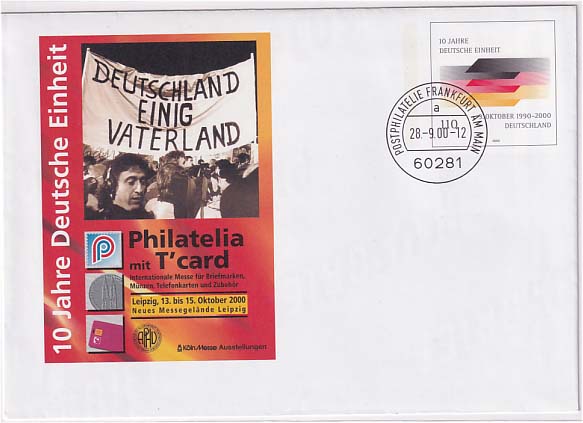 10 Jahre Deutsche Einheit
DEUTSCHLAND
EINIG
VATERLAND
Philatelia
mit T'card
Internationale Messe für Briefmarken,
Münzen, Telefonkarten und Zubehör
Leipzig, 13. bis 15. Oktober 2000
Neues Messegelände Leipzig
APHV
KölnMesse Ausstellungen
10 JAHRE
DEUTSCHE EINHEIT
110
OKTOBER 1990-2000
DEUTSCHLAND
POSTPHILATELIE FRANKFURT AM MAIN
a
28.-9.00-12
60281